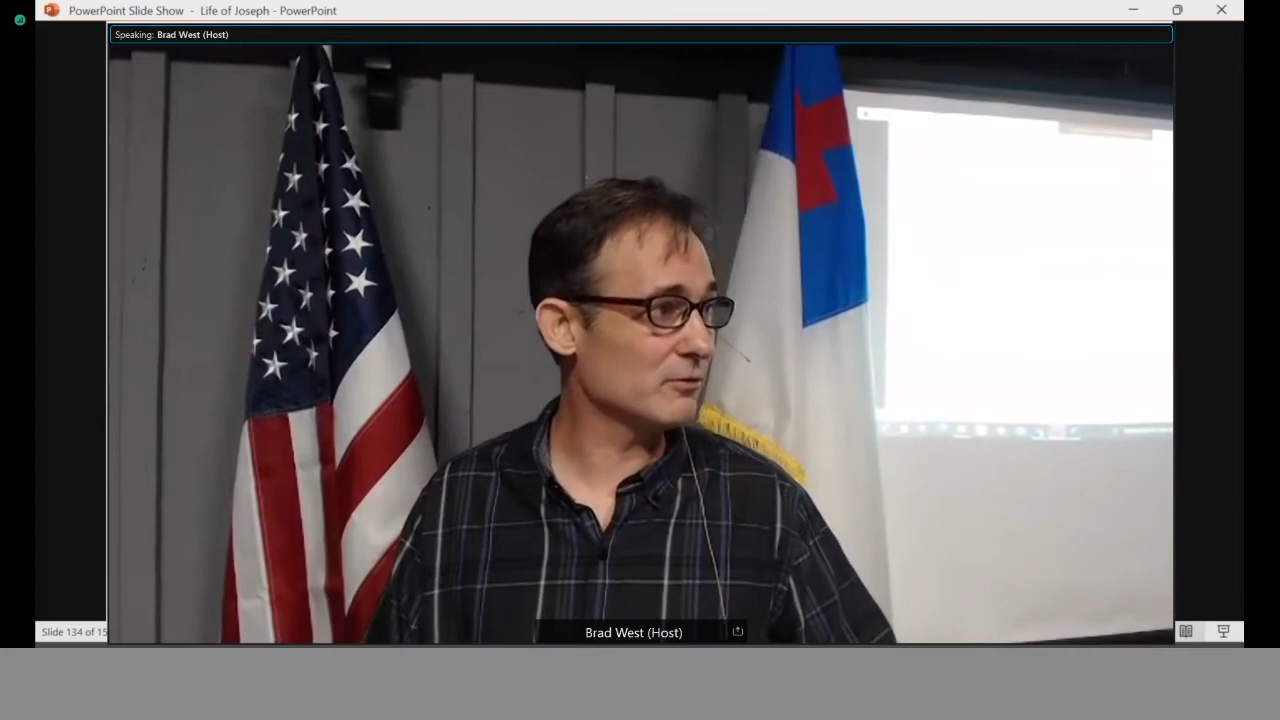 PowerPoint Slide Show - Life of Joseph - PowerPoint
Speaking: Brad West (Host)
Brad West (Host)
Slide 134 of 15